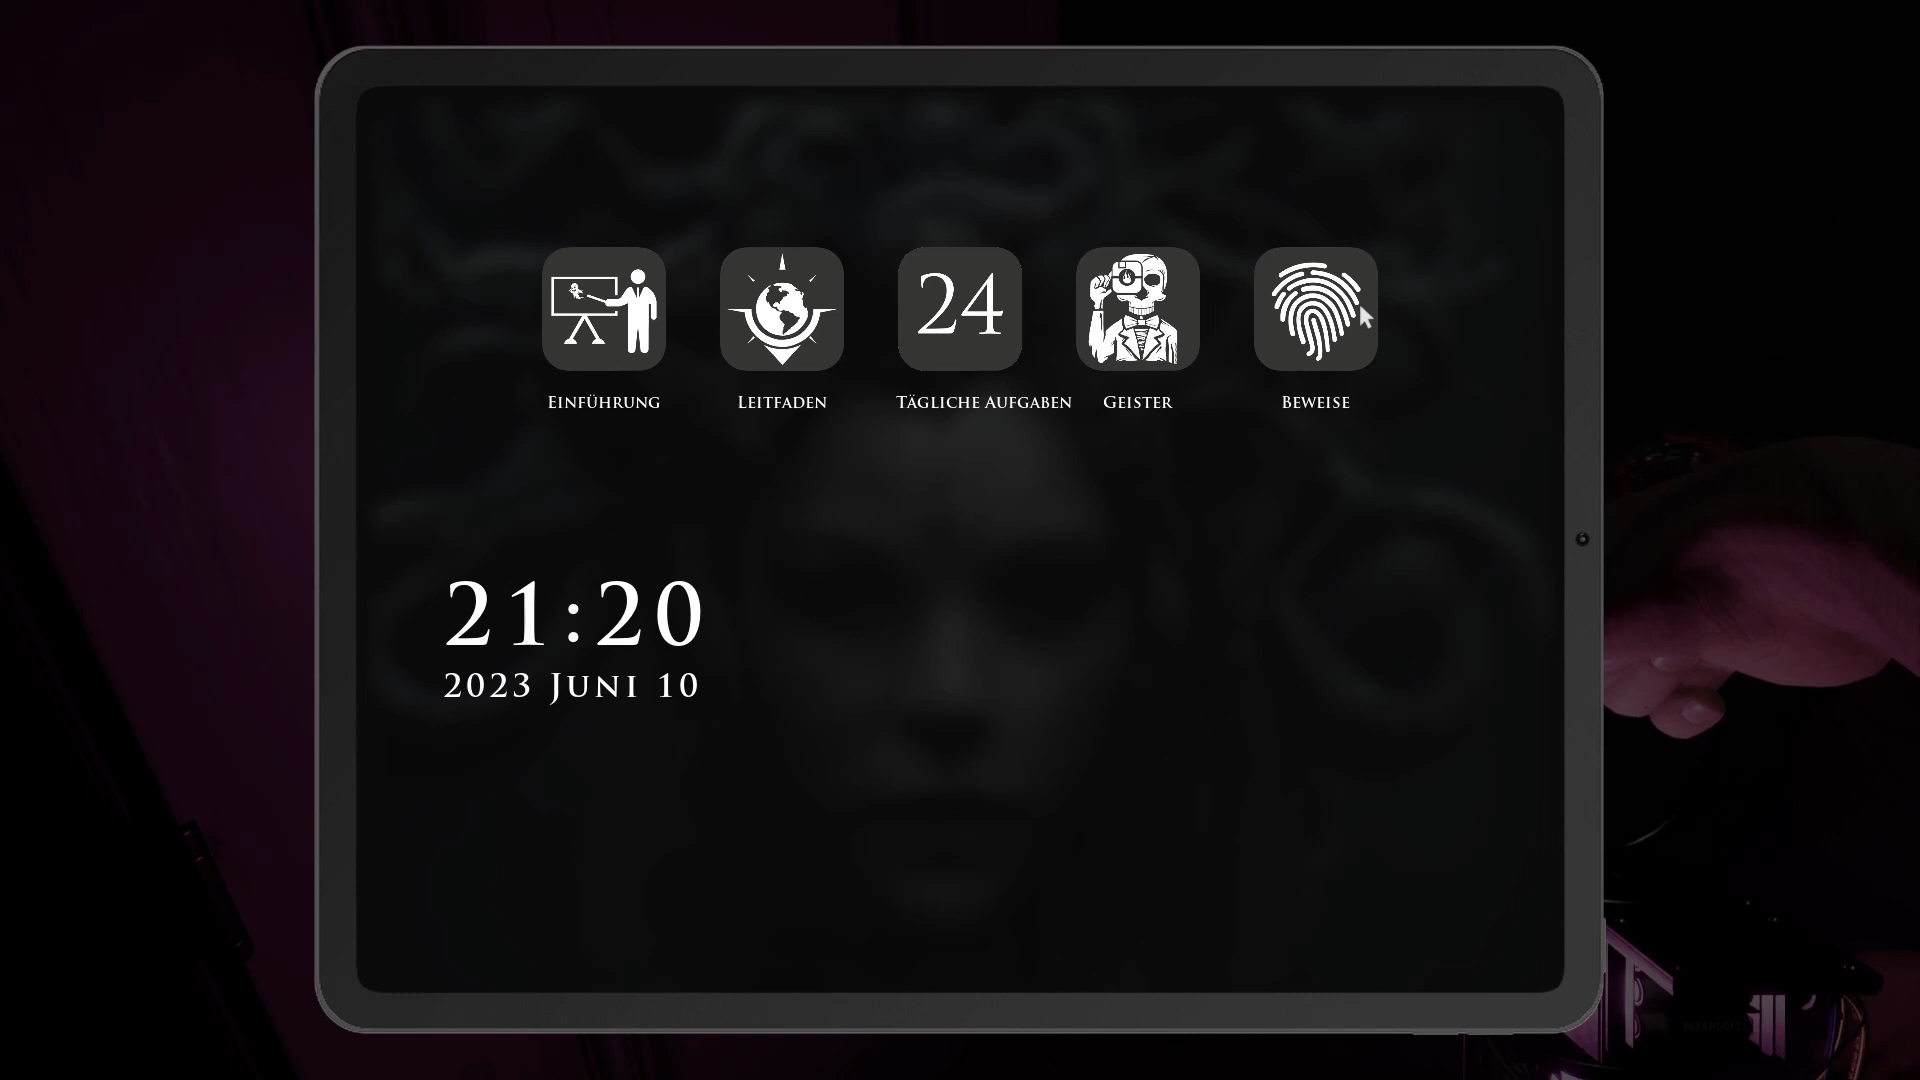 24
Einführung
Leitfaden
Tägliche Aufgaben
Geister
Beweise
21:20
2023 Juni 10